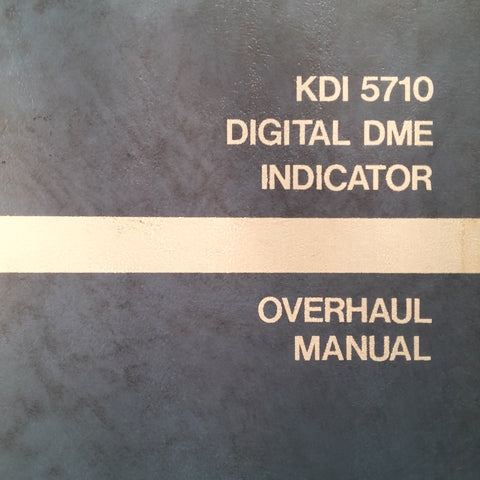 KDI 5710
DIGITAL DME
INDICATOR
OVERHAUL
MANUAL